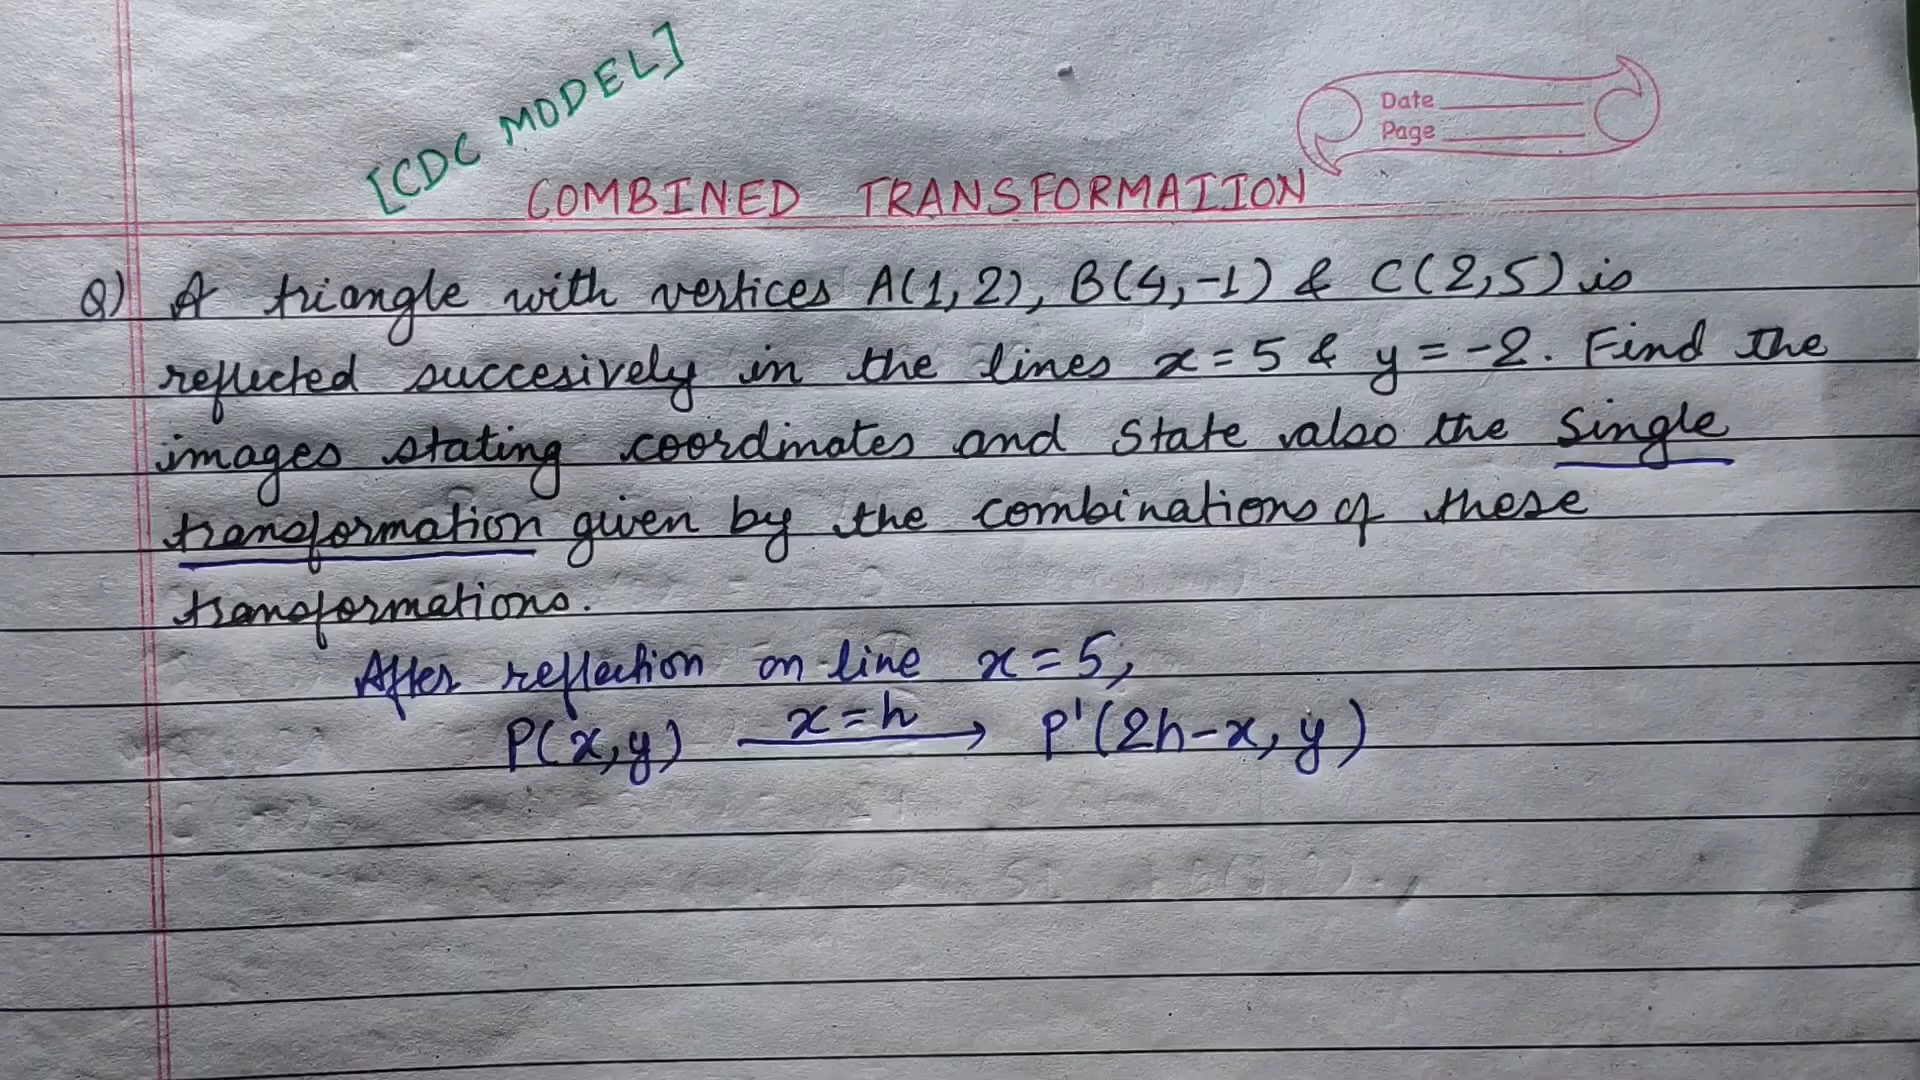 [CDC MODEL]
Date
Page
COMBINED TRANSFORMATION
Q) A triangle with vertices A(1,2), B(4,-1) & C(2,5) is
reflected succesively in the lines x=5 & y=-2. Find the
images stating coordinates and state also the single
transformation given by the combinations of these
transformations.
After reflection on line x=5,
P(x,y) x=h → P'(2h-x, y)